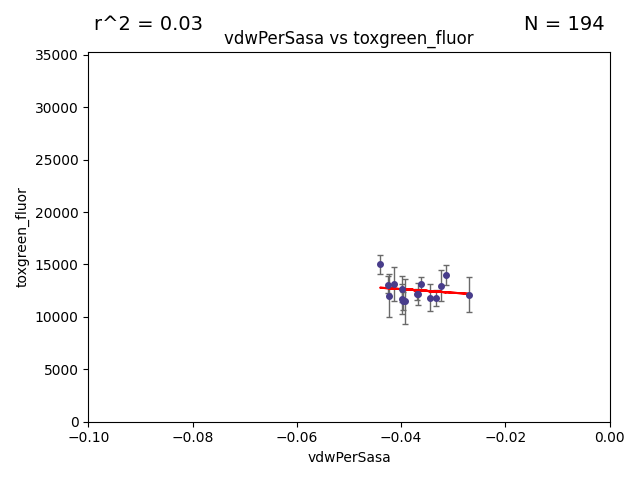 r^2 = 0.03
N = 194
vdwPerSasa vs toxgreen_fluor
35000
30000
25000
20000
15000
10000
5000
0
toxgreen_fluor
−0.10
−0.08
−0.06
−0.04
−0.02
0.00
vdwPerSasa